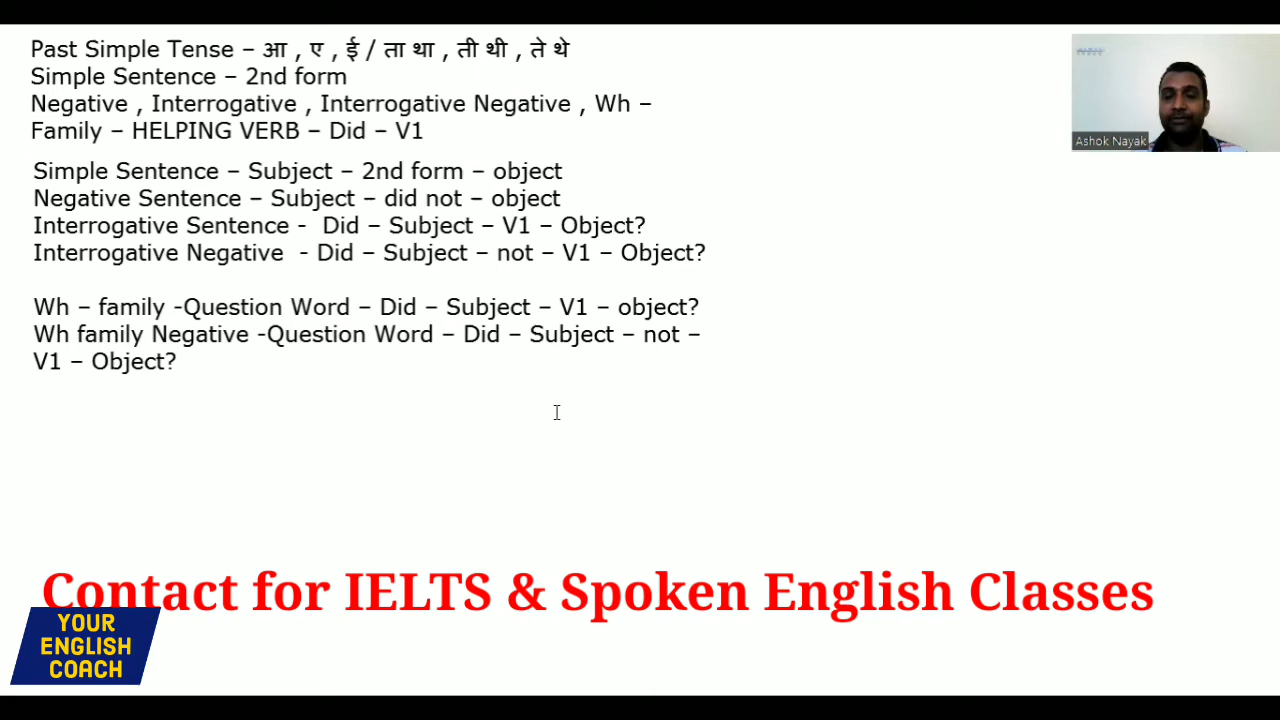 Past Simple Tense – आ , ए , ई / ता था , ती थी , ते थे
Simple Sentence – 2nd form
Negative , Interrogative , Interrogative Negative , Wh –
Family – HELPING VERB – Did – V1
Simple Sentence – Subject – 2nd form – object
Negative Sentence – Subject – did not – object
Interrogative Sentence - Did – Subject – V1 – Object?
Interrogative Negative - Did – Subject – not – V1 – Object?
Wh – family -Question Word – Did – Subject – V1 – object?
Wh family Negative -Question Word – Did – Subject – not –
V1 – Object?
Ashok Nayak
Contact for IELTS & Spoken English Classes
YOUR
ENGLISH
COACH